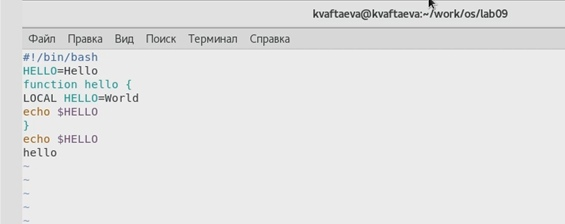 kvaftaeva@kvaftaeva:~/work/os/lab09
Файл Правка Вид Поиск Терминал Справка
#!/bin/bash
HELLO=Hello
function hello {
LOCAL HELLO=World
echo $HELLO
}
echo $HELLO
hello
~
~
~
~
~